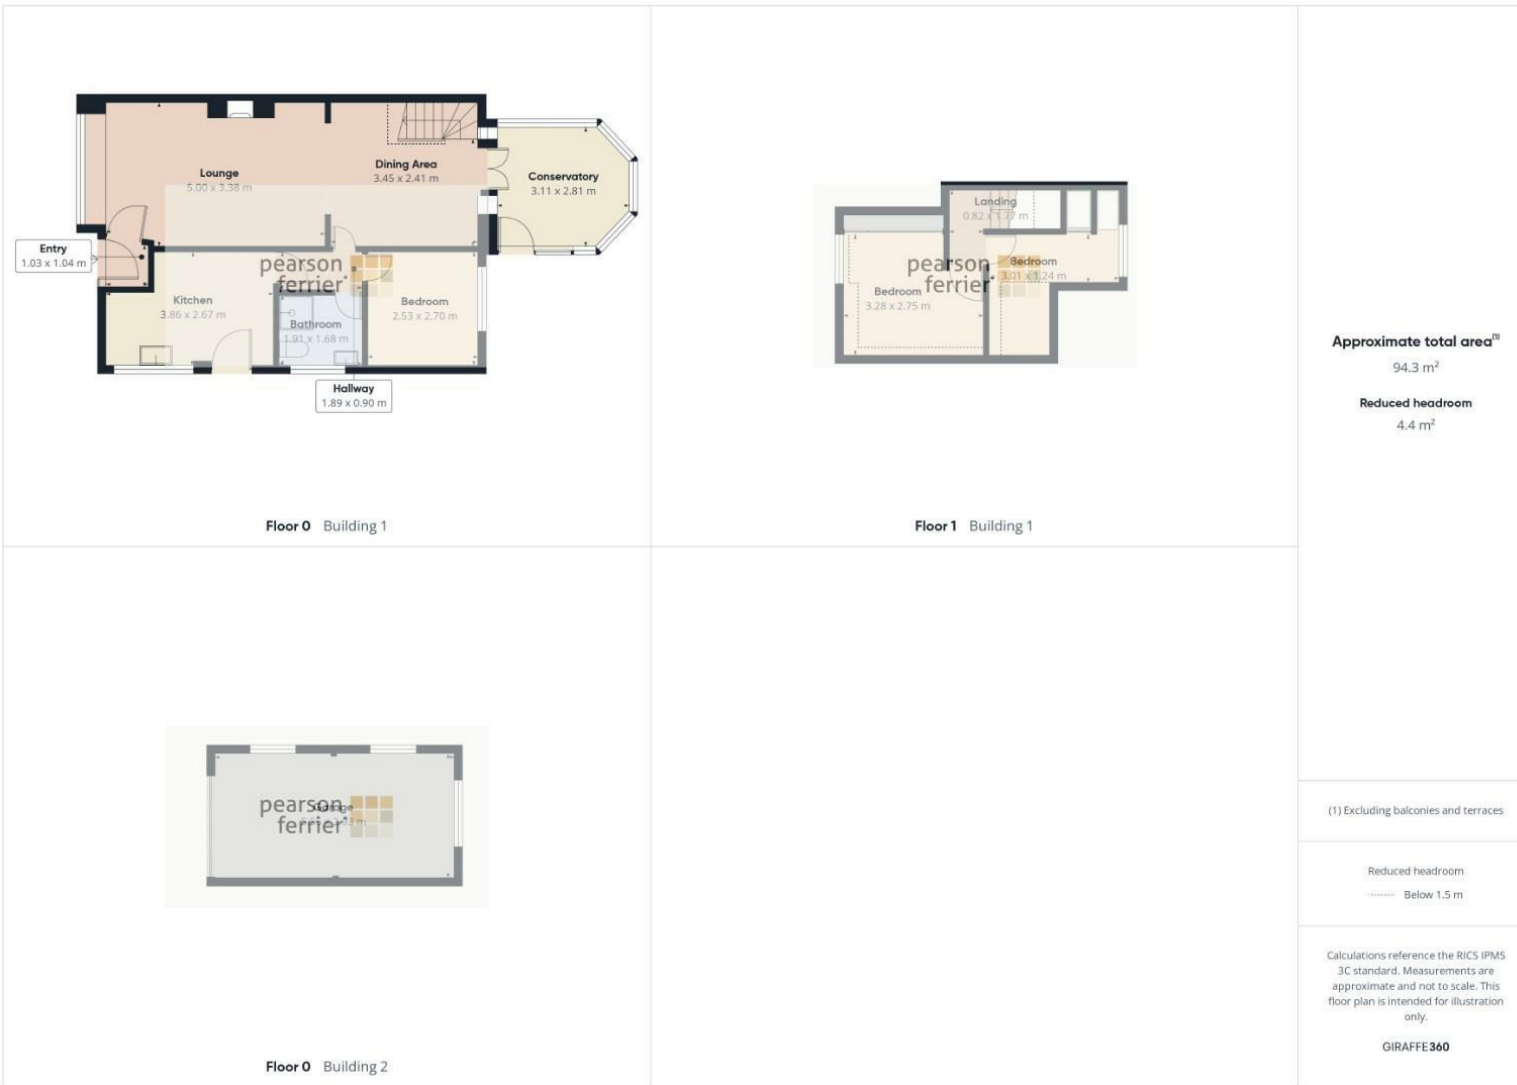 Lounge
5.00 x 3.38 m
Dining Area
3.45 x 2.41 m
Conservatory
3.11 x 2.81 m
Entry
1.03 x 1.04 m
Kitchen
3.86 x 2.67 m
pearson
ferrier
Bathroom
1.91 x 1.68 m
Bedroom
2.53 x 2.70 m
Hallway
1.89 x 0.90 m
Floor 0 Building 1
Landing
0.82 x 1.77 m
pearson
ferrier
Bedroom
3.01 x 1.24 m
Bedroom
3.28 x 2.75 m
Floor 1 Building 1
Garage
pearson
ferrier
Floor 0 Building 2
Approximate total area(1)
94.3 m²
Reduced headroom
4.4 m²
(1) Excluding balconies and terraces
Reduced headroom
Below 1.5 m
Calculations reference the RICS IPMS
3C standard. Measurements are
approximate and not to scale. This
floor plan is intended for illustration
only.
GIRAFFE360